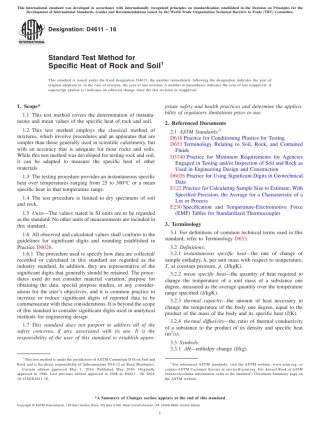 This international standard was developed in accordance with internationally recognized principles on standardization established in the Decision on Principles for the
Development of International Standards, Guides and Recommendations issued by the World Trade Organization Technical Barriers to Trade (TBT) Committee.
Designation: D4611 − 16
INTERNATIONAL
Standard Test Method for
Specific Heat of Rock and Soil1
This standard is issued under the fixed designation D4611; the number immediately following the designation indicates the year of
original adoption or, in the case of revision, the year of last revision. A number in parentheses indicates the year of last reapproval. A
superscript epsilon (ε) indicates an editorial change since the last revision or reapproval.
1. Scope*
1.1 This test method covers the determination of instantaneous
and mean values of the specific heat of rock and soil.
1.2 This test method employs the classical method of
mixtures, which involve procedures and an apparatus that are
simpler than those generally used in scientific calorimetry, but
with an accuracy that is adequate for most rocks and soils.
While this test method was developed for testing rock and soil,
it can be adapted to measure the specific heat of other
materials.
1.3 The testing procedure provides an instantaneous specific
heat over temperatures ranging from 25 to 300°C or a mean
specific heat in that temperature range.
1.4 The test procedure is limited to dry specimens of soil
and rock.
1.5 Units—The values stated in SI units are to be regarded
as the standard. No other units of measurements are included in
this standard.
1.6 All observed and calculated values shall conform to the
guidelines for significant digits and rounding established in
Practice D6026.
1.6.1 The procedure used to specify how data are collected/
recorded or calculated in this standard are regarded as the
industry standard. In addition, they are representative of the
significant digits that generally should be retained. The procedures
used do not consider material variation, purpose for
obtaining the data, special purpose studies, or any considerations
for the user's objectives; and it is common practice to
increase or reduce significant digits of reported data to be
commensurate with these considerations. It is beyond the scope
of this standard to consider significant digits used in analytical
methods for engineering design
1.7 This standard does not purport to address all of the
safety concerns, if any, associated with its use. It is the
responsibility of the user of this standard to establish appro-
priate safety and health practices and determine the applicability
of regulatory limitations prior to use.
2. Referenced Documents
2.1 ASTM Standards:2
D618 Practice for Conditioning Plastics for Testing
D653 Terminology Relating to Soil, Rock, and Contained
Fluids
D3740 Practice for Minimum Requirements for Agencies
Engaged in Testing and/or Inspection of Soil and Rock as
Used in Engineering Design and Construction
D6026 Practice for Using Significant Digits in Geotechnical
Data
E122 Practice for Calculating Sample Size to Estimate, With
Specified Precision, the Average for a Characteristic of a
Lot or Process
E230 Specification and Temperature-Electromotive Force
(EMF) Tables for Standardized Thermocouples
3. Terminology
3.1 For definitions of common technical terms used in this
standard, refer to Terminology D653.
3.2 Definitions:
3.2.1 instantaneous specific heat—the rate of change of
sample enthalpy, h, per unit mass with respect to temperature,
T, at constant pressure, p, (J/kgK).
3.2.2 mean specific heat—the quantity of heat required to
change the temperature of a unit mass of a substance one
degree, measured as the average quantity over the temperature
range specified (J/kgK).
3.2.3 thermal capacity—the amount of heat necessary to
change the temperature of the body one degree, equal to the
product of the mass of the body and its specific heat (J/K).
3.2.4 thermal diffusivity—the ratio of thermal conductivity
of a substance to the product of its density and specific heat
(m2/s).
3.3 Symbols:
3.3.1 ΔH—enthalpy change (J/kg).
1 This test method is under the jurisdiction of ASTM Committee D18 on Soil and
Rock and is the direct responsibility of Subcommittee D18.12 on Rock Mechanics.
Current edition approved May 1, 2016. Published May 2016. Originally
approved in 1986. Last previous edition approved in 2008 as D4611 – 08. DOI:
10.1520/D4611-16.
2 For referenced ASTM standards, visit the ASTM website, www.astm.org, or
contact ASTM Customer Service at service@astm.org. For Annual Book of ASTM
Standards volume information, refer to the standard's Document Summary page on
the ASTM website.
*A Summary of Changes section appears at the end of this standard
Copyright © ASTM International, 100 Barr Harbor Drive, PO Box C700, West Conshohocken, PA 19428-2959. United States
1